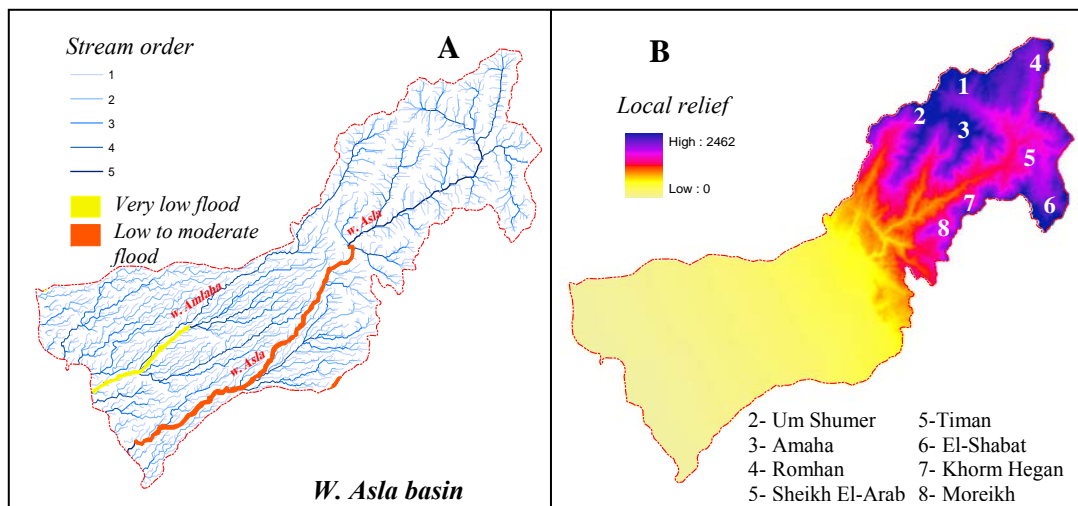 Stream order
A
1
2
3
4
5
Very low flood
Low to moderate
flood
w. Asla
w. Amlaha
w. Asla
W. Asla basin
B
Local relief
High : 2462
Low : 0
1
2
3
4
5
6
7
8
2- Um Shumer 5-Timan
3- Amaha 6- El-Shabat
4- Romhan 7- Khorm Hegan
5- Sheikh El-Arab 8- Moreikh